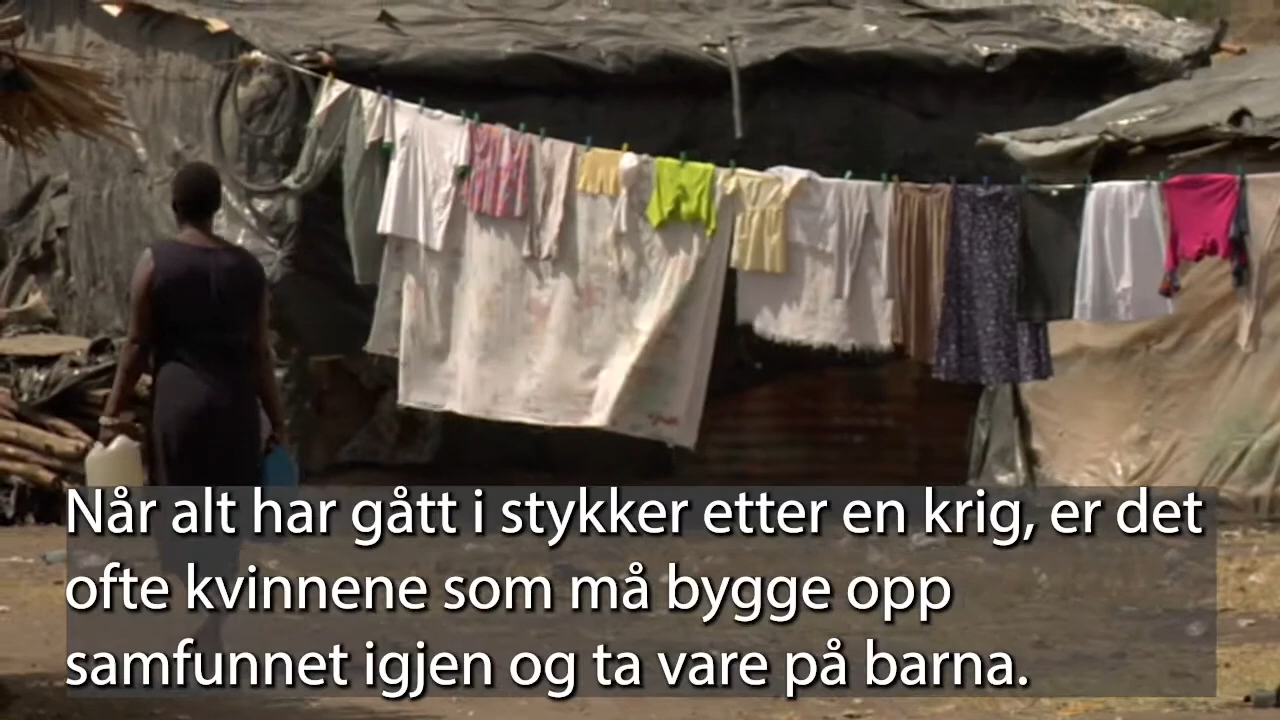 Når alt har gått i stykker etter en krig, er det
ofte kvinnene som må bygge opp
samfunnet igjen og ta vare på barna.